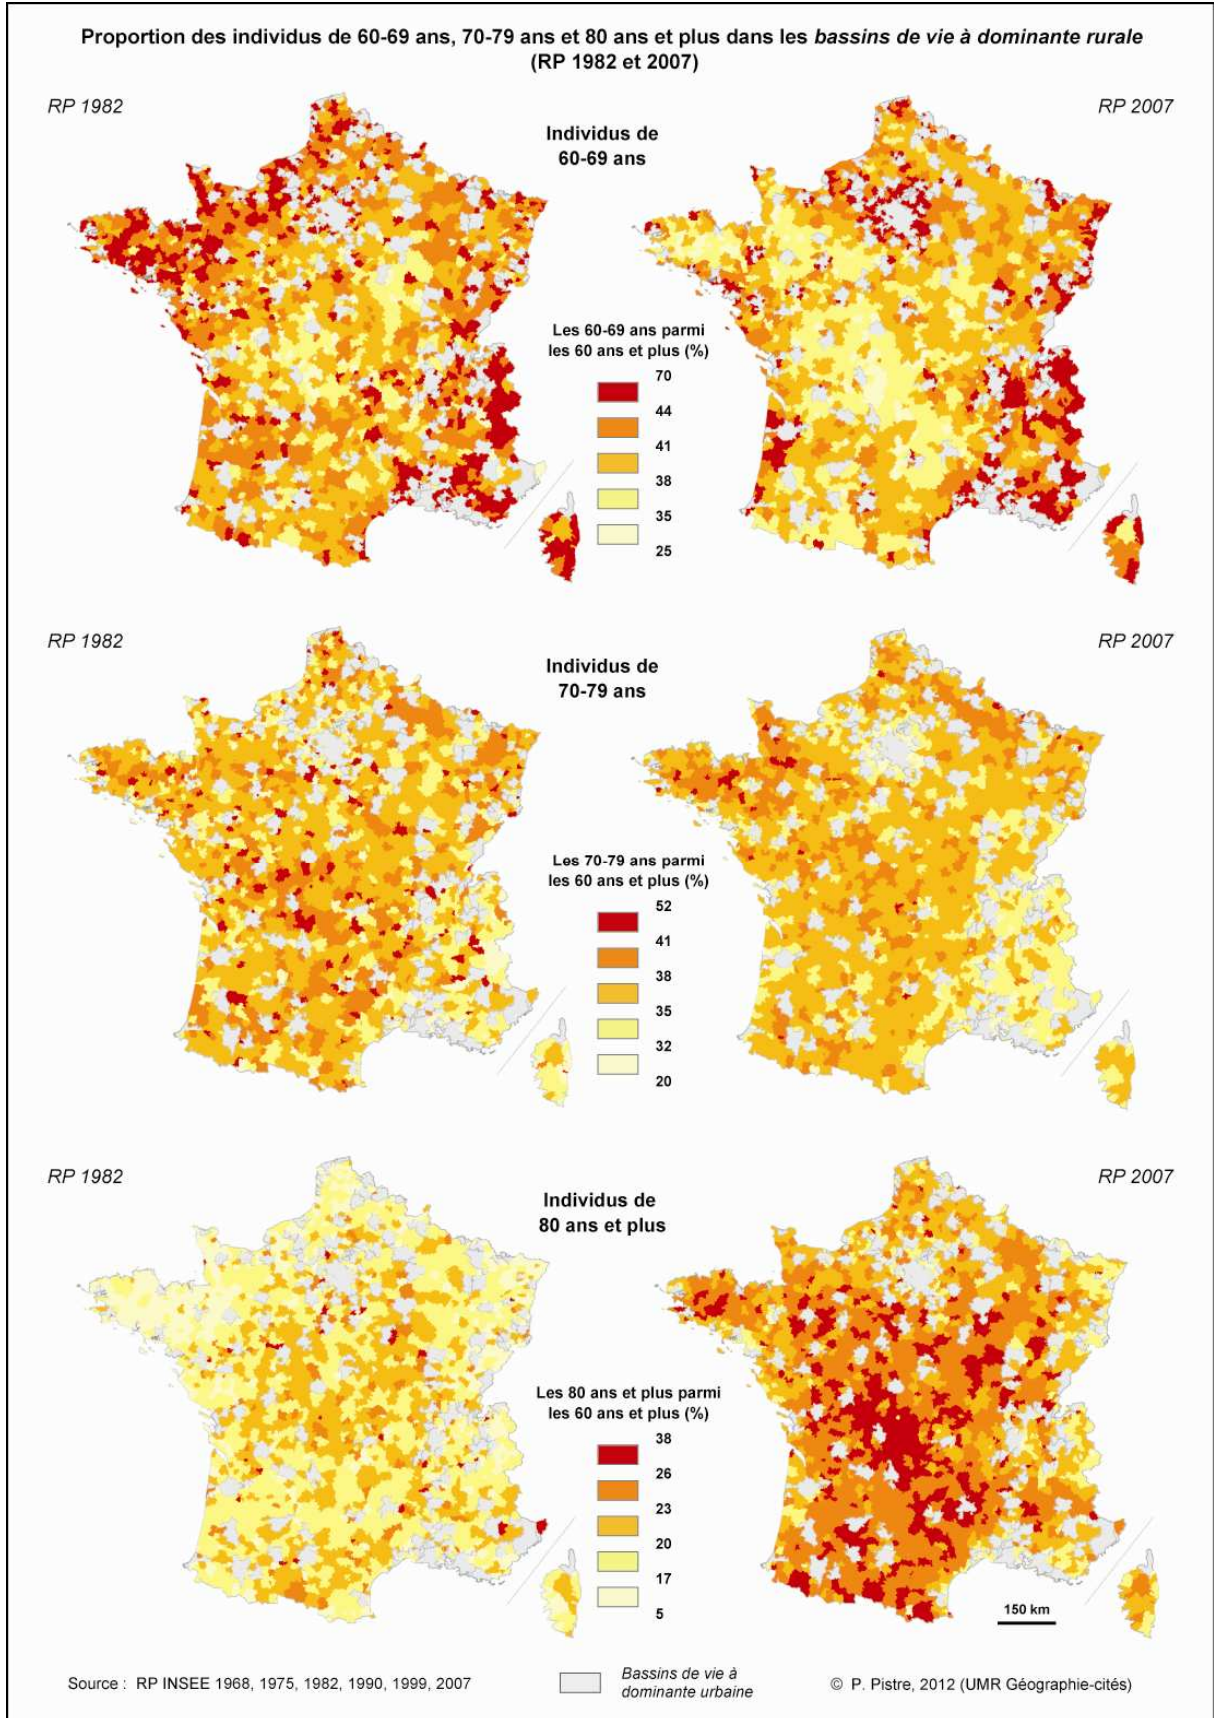 Proportion des individus de 60-69 ans, 70-79 ans et 80 ans et plus dans les bassins de vie à dominante rurale
(RP 1982 et 2007)
RP 1982
RP 2007
Individus de
60-69 ans
Les 60-69 ans parmi
les 60 ans et plus (%)
70
44
41
38
35
25
RP 1982
RP 2007
Individus de
70-79 ans
Les 70-79 ans parmi
les 60 ans et plus (%)
52
41
38
35
32
20
RP 1982
RP 2007
Individus de
80 ans et plus
Les 80 ans et plus parmi
les 60 ans et plus (%)
38
26
23
20
17
5
150 km
Source : RP INSEE 1968, 1975, 1982, 1990, 1999, 2007
Bassins de vie à
dominante urbaine
© P. Pistre, 2012 (UMR Géographie-cités)